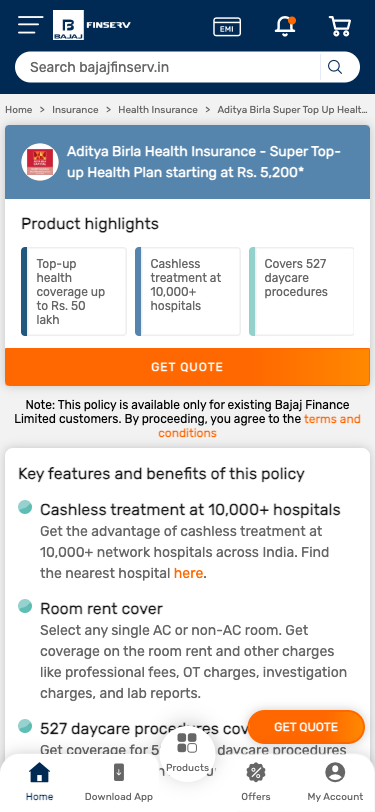 B
BAJAJ
FINSERV
EMI
Search bajajfinserv.in
Home > Insurance > Health Insurance > Aditya Birla Super Top Up Healt...
Aditya Birla Health Insurance - Super Top-
up Health Plan starting at Rs. 5,200*
Product highlights
Top-up
health
coverage up
to Rs. 50
lakh
Cashless
treatment at
10,000+
hospitals
Covers 527
daycare
procedures
GET QUOTE
Note: This policy is available only for existing Bajaj Finance
Limited customers. By proceeding, you agree to the terms and
conditions
Key features and benefits of this policy
Cashless treatment at 10,000+ hospitals
Get the advantage of cashless treatment at
10,000+ network hospitals across India. Find
the nearest hospital here.
Room rent cover
Select any single AC or non-AC room. Get
coverage on the room rent and other charges
like professional fees, OT charges, investigation
charges, and lab reports.
527 daycare procedures cov
GET QUOTE
Get coverage for 5 daycare procedures
Products
Home
Download App
Offers
My Account